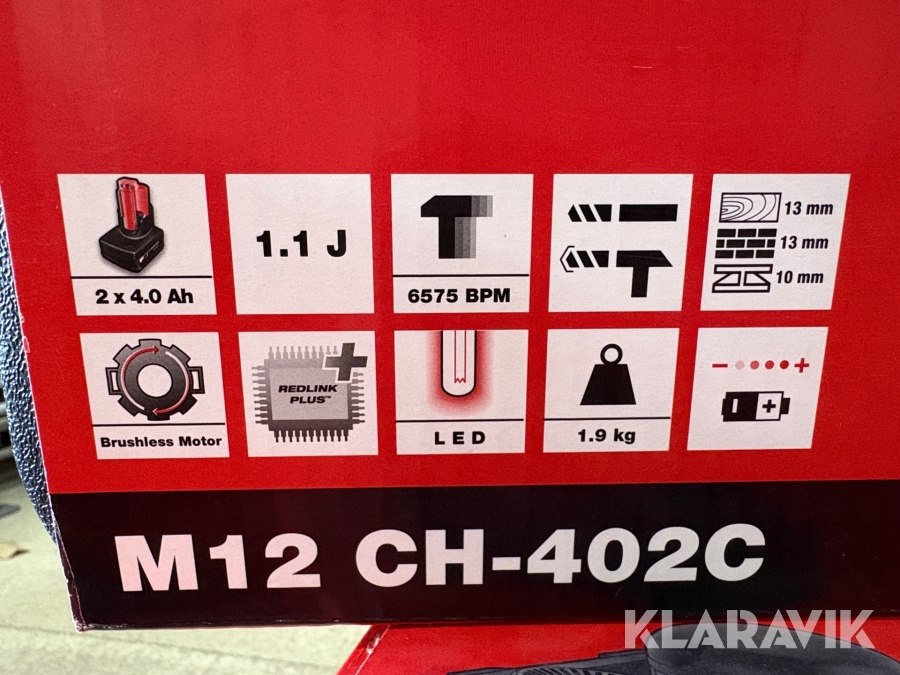 2 x 4.0 Ah
1.1 J
6575 BPM
13 mm
13 mm
10 mm
Brushless Motor
REDLINK
PLUS™
LED
1.9 kg
M12 CH-402C
KLARAVIK